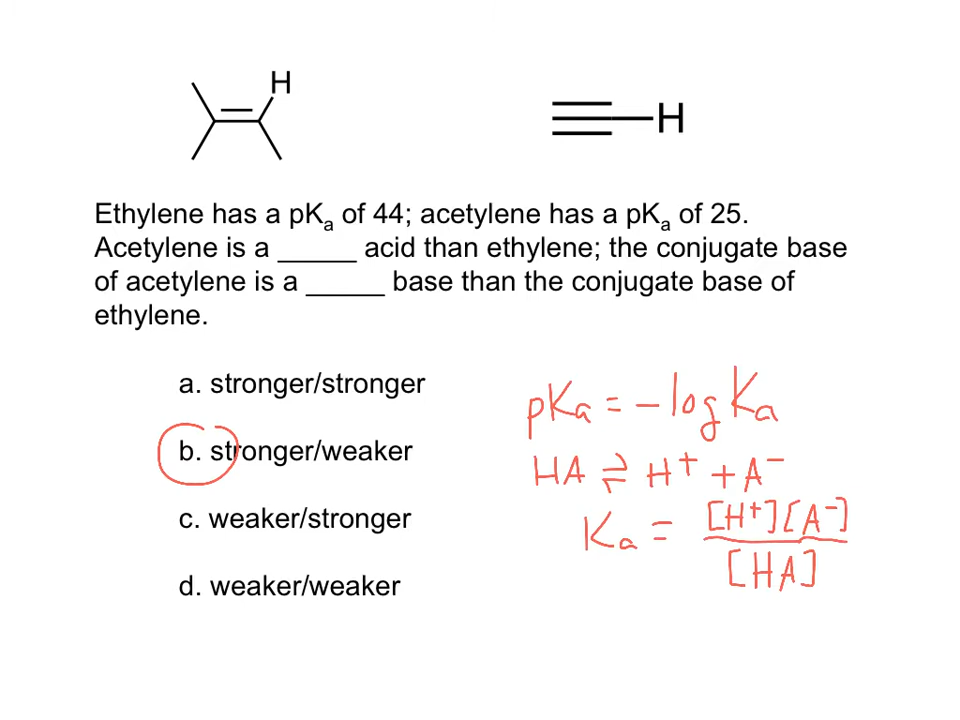 H
H
Ethylene has a pKₐ of 44; acetylene has a pKₐ of 25.
Acetylene is a _____ acid than ethylene; the conjugate base
of acetylene is a _____ base than the conjugate base of
ethylene.
a. stronger/stronger
b. stronger/weaker
c. weaker/stronger
d. weaker/weaker
pKₐ = -log Kₐ
HA ⇌ H⁺ + A⁻
Kₐ = [H⁺][A⁻]
[HA]